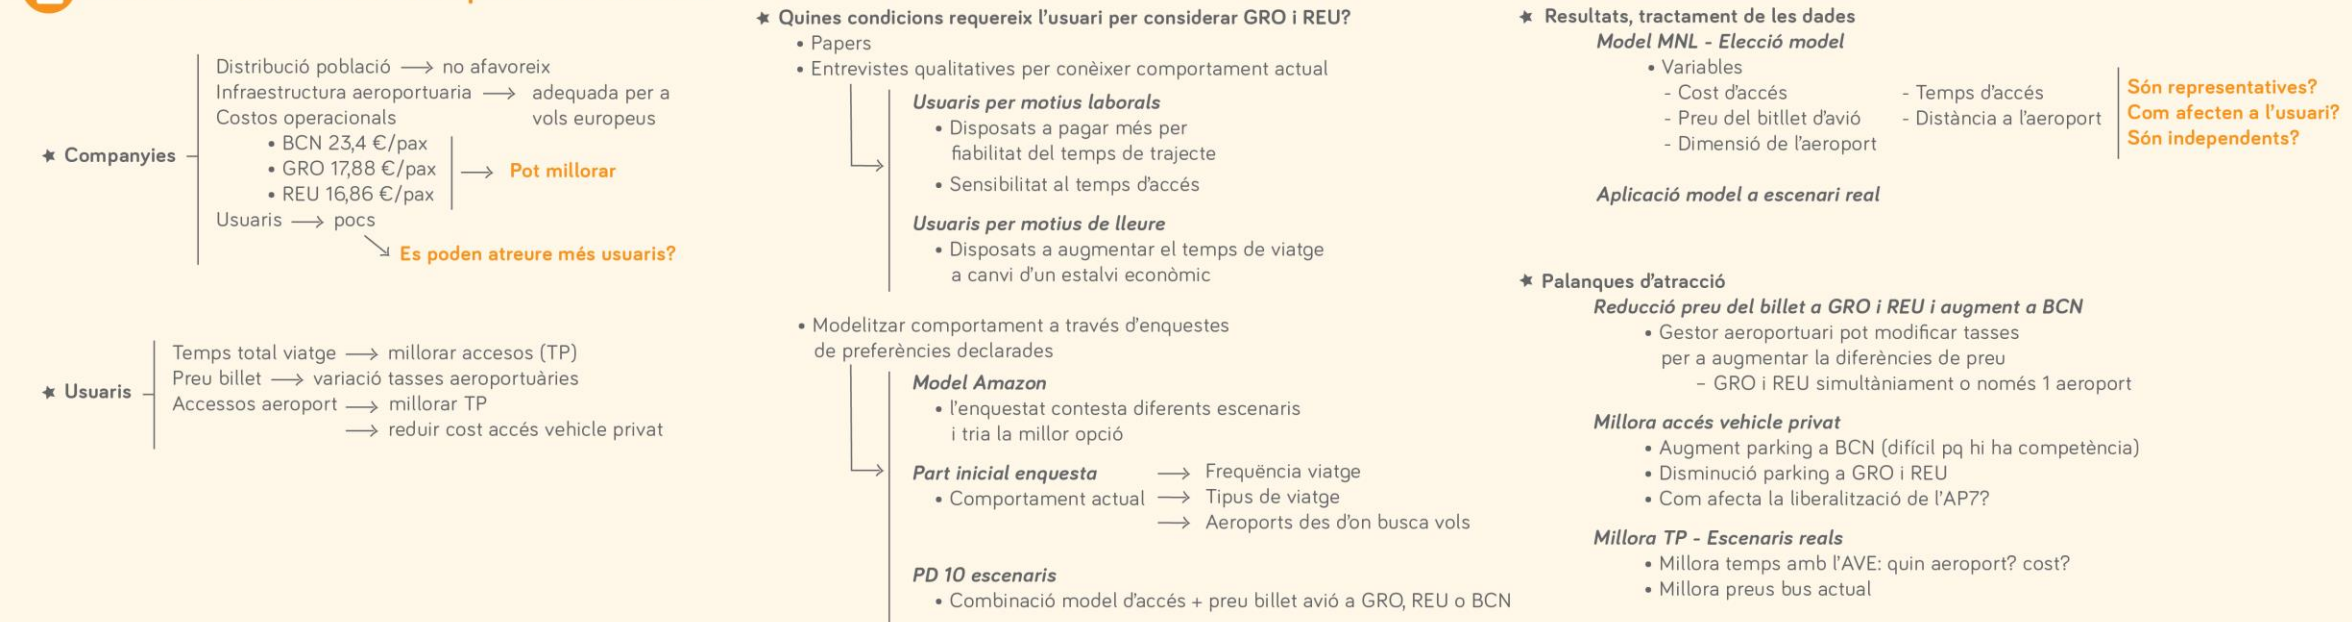 ★ Companyies
Distribució població → no afavoreix
Infraestructura aeroportuaria → adequada per a
vols europeus
Costos operacionals
• BCN 23,4 €/pax
• GRO 17,88 €/pax
• REU 16,86 €/pax
→ Pot millorar
Usuaris → pocs
↘ Es poden atreure més usuaris?
★ Usuaris
Temps total viatge → millorar accesos (TP)
Preu billet → variació tasses aeroportuàries
Accessos aeroport → millorar TP
→ reduir cost accés vehicle privat
★ Quines condicions requereix l'usuari per considerar GRO i REU?
• Papers
• Entrevistes qualitatives per conèixer comportament actual
Usuaris per motius laborals
• Disposats a pagar més per
fiabilitat del temps de trajecte
• Sensibilitat al temps d'accés
Usuaris per motius de lleure
• Disposats a augmentar el temps de viatge
a canvi d'un estalvi econòmic
• Modelitzar comportament a través d'enquestes
de preferències declarades
Model Amazon
• l'enquestat contesta diferents escenaris
i tria la millor opció
Part inicial enquesta → Freqüència viatge
• Comportament actual → Tipus de viatge
→ Aeroports des d'on busca vols
PD 10 escenaris
• Combinació model d'accés + preu billet avió a GRO, REU o BCN
★ Resultats, tractament de les dades
Model MNL - Elecció model
• Variables
- Cost d'accés
- Preu del bitllet d'avió
- Dimensió de l'aeroport
- Temps d'accés
- Distància a l'aeroport
Són representatives?
Com afecten a l'usuari?
Són independents?
Aplicació model a escenari real
★ Palanques d'atracció
Reducció preu del billet a GRO i REU i augment a BCN
• Gestor aeroportuari pot modificar tasses
per a augmentar la diferències de preu
– GRO i REU simultàniament o només 1 aeroport
Millora accés vehicle privat
• Augment parking a BCN (difícil pq hi ha competència)
• Disminució parking a GRO i REU
• Com afecta la liberalització de l'AP7?
Millora TP - Escenaris reals
• Millora temps amb l'AVE: quin aeroport? cost?
• Millora preus bus actual